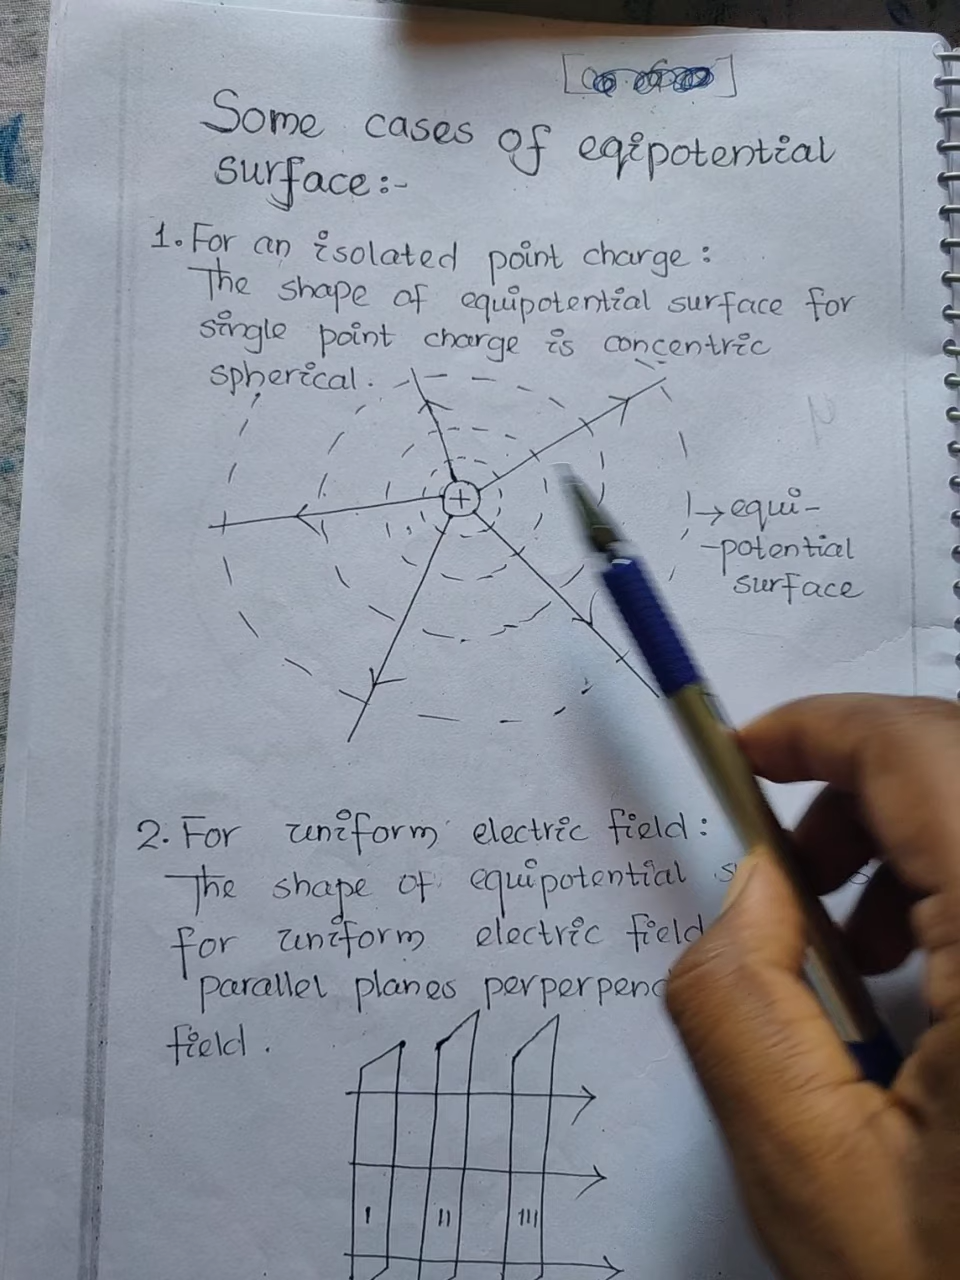 Some cases of eqipotential
surface:-
1. For an isolated point charge:
The shape of equipotential surface for
single point charge is concentric
spherical.
+
→ equi-
-potential
surface
2. For uniform electric field:
The shape of equipotential
for uniform electric field
parallel planes perperpend
field.
I II III